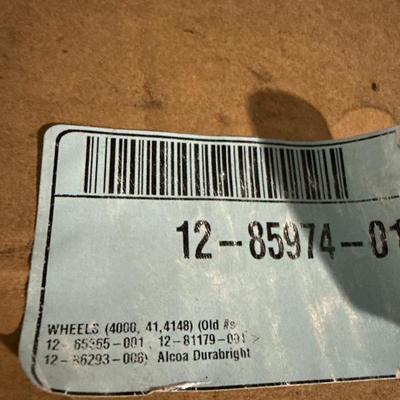 12-85974-01
WHEELS (4000, 41,4148) (Old #s
12- 65365-001 , 12-81179-001 >
12-86293-006) Alcoa Durabright